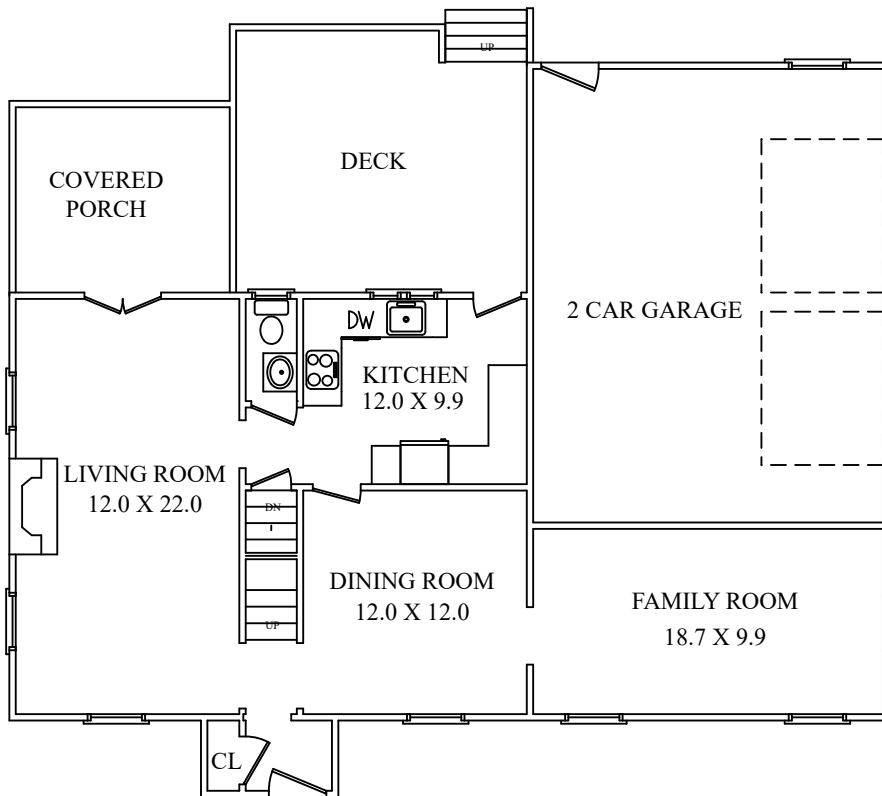 UP
DECK
COVERED
PORCH
2 CAR GARAGE
DW
KITCHEN
12.0 X 9.9
LIVING ROOM
12.0 X 22.0
DN
DINING ROOM
12.0 X 12.0
FAMILY ROOM
18.7 X 9.9
UP
CL